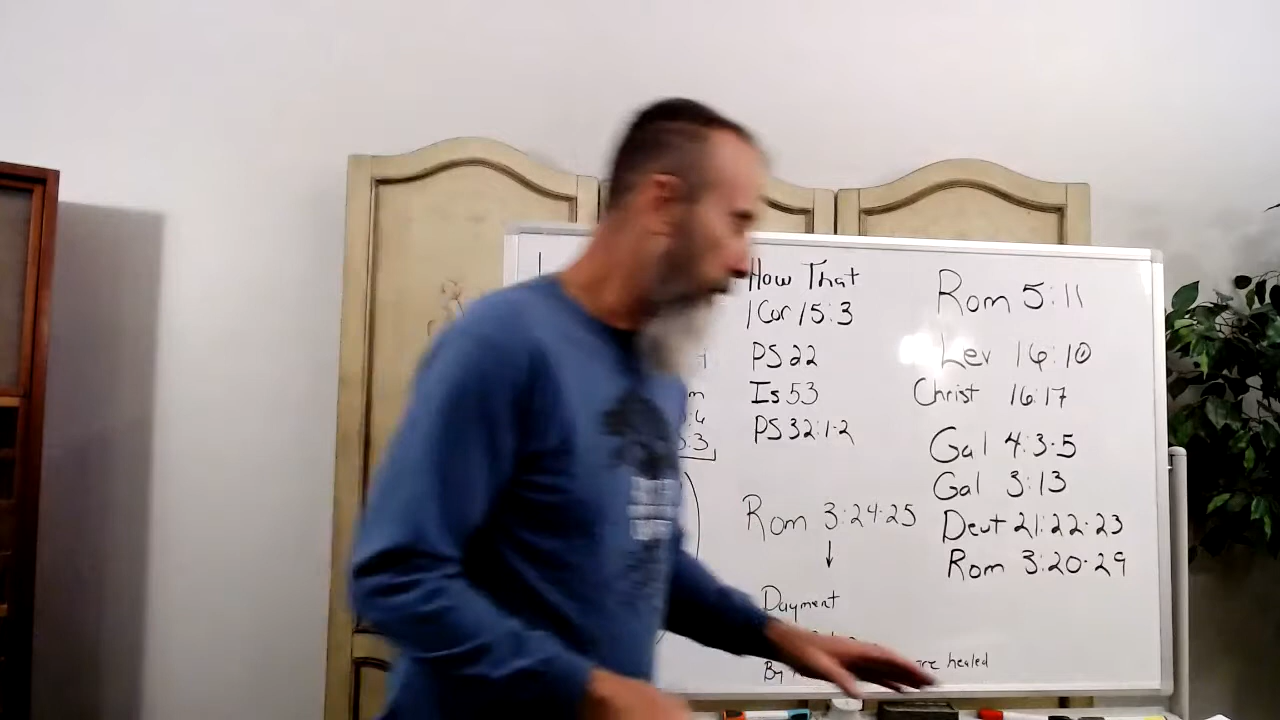 How That
1 Cor 15:3
PS 22
Is 53
PS 32:1-2
Rom 3:24-25
Payment
By
are healed
Rom 5:11
Lev 16:10
Christ 16:17
Gal 4:3-5
Gal 3:13
Deut 21:22-23
Rom 3:20-29